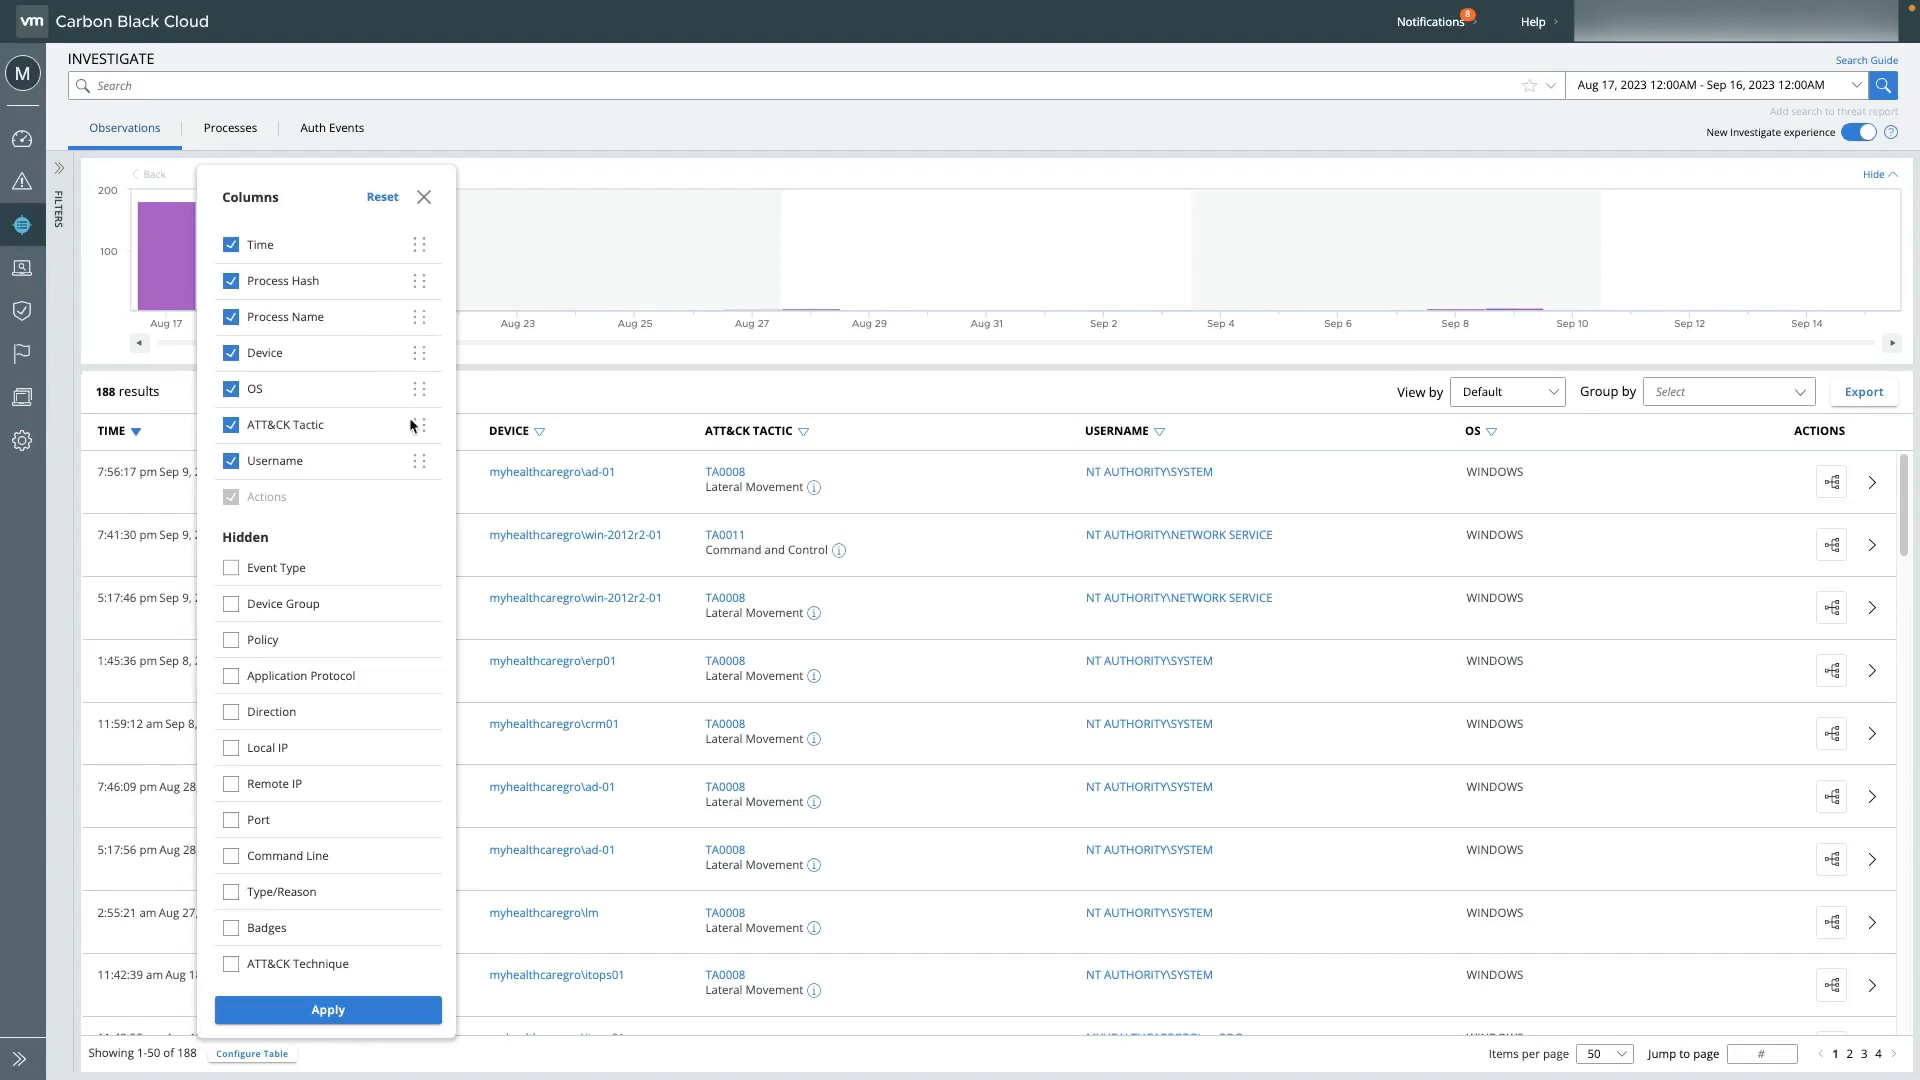 vm Carbon Black Cloud
Notifications 8
Help
INVESTIGATE
Search Guide
Search
Aug 17, 2023 12:00AM - Sep 16, 2023 12:00AM
Add search to threat report
M
Observations
Processes
Auth Events
New Investigate experience
FILTERS
Back
Hide
200
100
Aug 17
Aug 23
Aug 25
Aug 27
Aug 29
Aug 31
Sep 2
Sep 4
Sep 6
Sep 8
Sep 10
Sep 12
Sep 14
Columns
Reset
Time
Process Hash
Process Name
Device
OS
ATT&CK Tactic
Username
Actions
Hidden
Event Type
Device Group
Policy
Application Protocol
Direction
Local IP
Remote IP
Port
Command Line
Type/Reason
Badges
ATT&CK Technique
Apply
188 results
View by Default
Group by Select
Export
TIME DEVICE ATT&CK TACTIC USERNAME OS ACTIONS
7:56:17 pm Sep 9, myhealthcaregro\ad-01 TA0008 NT AUTHORITY\SYSTEM WINDOWS
Lateral Movement
7:41:30 pm Sep 9, myhealthcaregro\win-2012r2-01 TA0011 NT AUTHORITY\NETWORK SERVICE WINDOWS
Command and Control
5:17:46 pm Sep 9, myhealthcaregro\win-2012r2-01 TA0008 NT AUTHORITY\NETWORK SERVICE WINDOWS
Lateral Movement
1:45:36 pm Sep 8, myhealthcaregro\erp01 TA0008 NT AUTHORITY\SYSTEM WINDOWS
Lateral Movement
11:59:12 am Sep 8, myhealthcaregro\crm01 TA0008 NT AUTHORITY\SYSTEM WINDOWS
Lateral Movement
7:46:09 pm Aug 28 myhealthcaregro\ad-01 TA0008 NT AUTHORITY\SYSTEM WINDOWS
Lateral Movement
5:17:56 pm Aug 28, myhealthcaregro\ad-01 TA0008 NT AUTHORITY\SYSTEM WINDOWS
Lateral Movement
2:55:21 am Aug 27, myhealthcaregro\lm TA0008 NT AUTHORITY\SYSTEM WINDOWS
Lateral Movement
11:42:39 am Aug myhealthcaregro\itops01 TA0008 NT AUTHORITY\SYSTEM WINDOWS
Lateral Movement
Showing 1-50 of 188
Configure Table
Items per page 50
Jump to page #
1 2 3 4